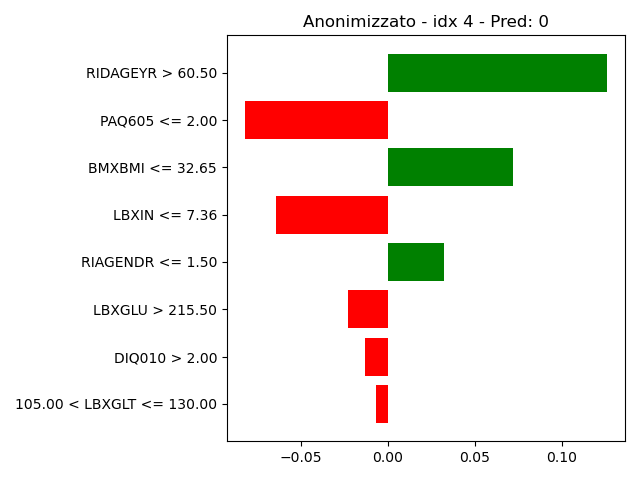 Anonimizzato - idx 4 - Pred: 0
RIDAGEYR > 60.50
PAQ605 <= 2.00
BMXBMI <= 32.65
LBXIN <= 7.36
RIAGENDR <= 1.50
LBXGLU > 215.50
DIQ010 > 2.00
105.00 < LBXGLT <= 130.00
−0.05 0.00 0.05 0.10